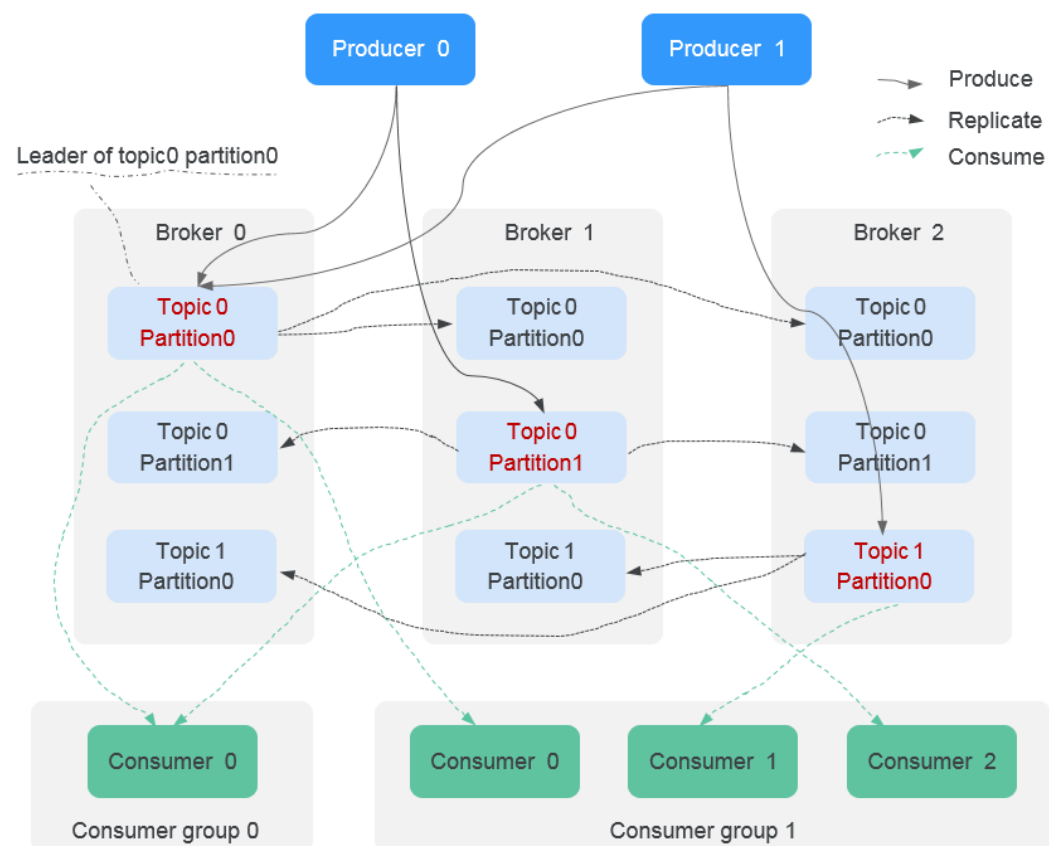 Producer 0
Producer 1
Produce
Replicate
Consume
Leader of topic0 partition0
Broker 0
Broker 1
Broker 2
Topic 0
Partition0
Topic 0
Partition0
Topic 0
Partition0
Topic 0
Partition1
Topic 0
Partition1
Topic 0
Partition1
Topic 1
Partition0
Topic 1
Partition0
Topic 1
Partition0
Consumer 0
Consumer 0
Consumer 1
Consumer 2
Consumer group 0
Consumer group 1